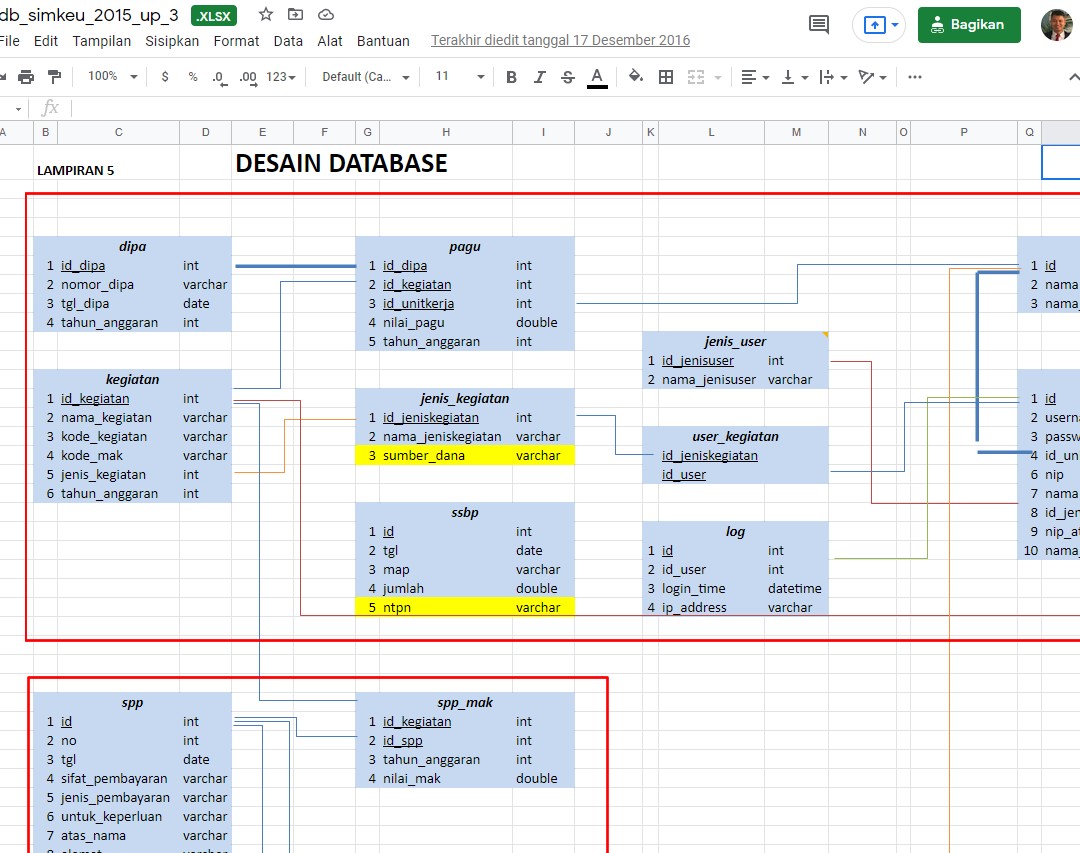 db_simkeu_2015_up_3 .XLSX
File Edit Tampilan Sisipkan Format Data Alat Bantuan Terakhir diedit tanggal 17 Desember 2016
Bagikan
100% $ % .0 .00 123 Default (Ca... 11 B I S A
fx
A B C D E F G H I J K L M N O P Q
LAMPIRAN 5 DESAIN DATABASE
dipa
1 id_dipa int
2 nomor_dipa varchar
3 tgl_dipa date
4 tahun_anggaran int
pagu
1 id_dipa int
2 id_kegiatan int
3 id_unitkerja int
4 nilai_pagu double
5 tahun_anggaran int
1 id
2 nama
3 nama_
jenis_user
1 id_jenisuser int
2 nama_jenisuser varchar
kegiatan
1 id_kegiatan int
2 nama_kegiatan varchar
3 kode_kegiatan varchar
4 kode_mak varchar
5 jenis_kegiatan int
6 tahun_anggaran int
jenis_kegiatan
1 id_jeniskegiatan int
2 nama_jeniskegiatan varchar
3 sumber_dana varchar
user_kegiatan
id_jeniskegiatan
id_user
1 id
2 userna
3 passw
4 id_un
6 nip
7 nama
8 id_jen
9 nip_at
10 nama_
ssbp
1 id int
2 tgl date
3 map varchar
4 jumlah double
5 ntpn varchar
log
1 id int
2 id_user int
3 login_time datetime
4 ip_address varchar
spp
1 id int
2 no int
3 tgl date
4 sifat_pembayaran varchar
5 jenis_pembayaran varchar
6 untuk_keperluan varchar
7 atas_nama varchar
spp_mak
1 id_kegiatan int
2 id_spp int
3 tahun_anggaran int
4 nilai_mak double